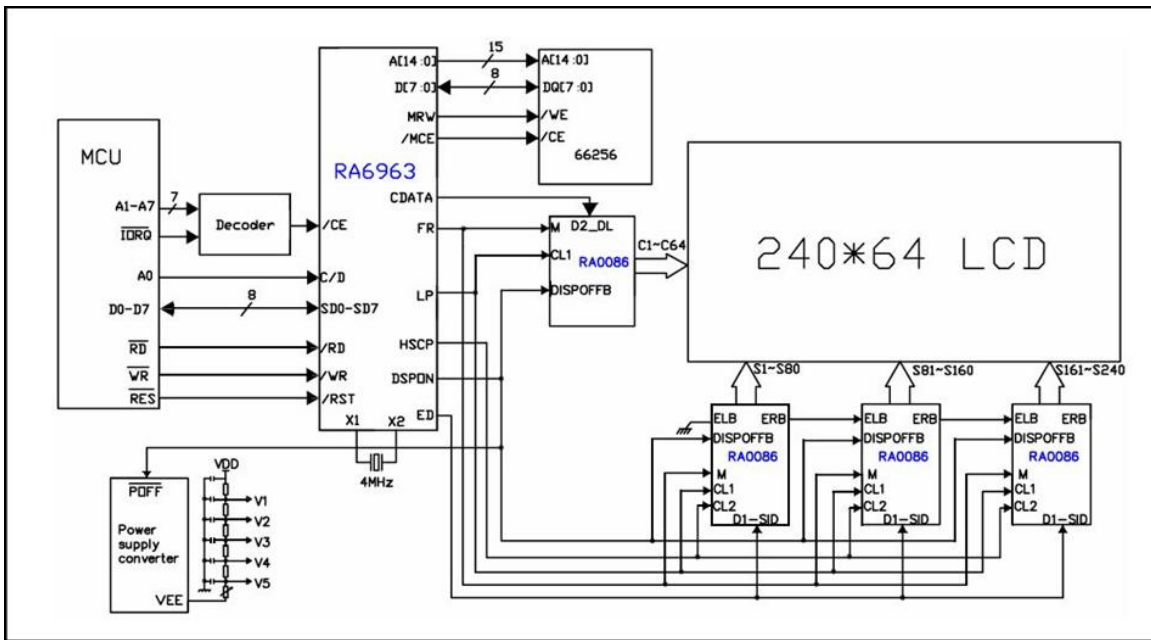 MCU
A1-A7
7
IORQ
A0
D0-D7
8
RD
WR
RES
Decoder
RA6963
/CE
C/D
SD0-SD7
/RD
/WR
/RST
X1
X2
4MHz
A[14:0]
D[7:0]
MRW
/MCE
CDATA
FR
LP
HSCP
DSPON
ED
15
8
A[14:0]
DQ[7:0]
/WE
/CE
66256
D2_DL
M
RA0086
CL1
DISPOFFB
C1~C64
240*64 LCD
S1~S80
S81~S160
S161~S240
ELB
ERB
DISPOFFB
RA0086
M
CL1
CL2
D1-SID
ELB
ERB
DISPOFFB
RA0086
M
CL1
CL2
D1-SID
ELB
ERB
DISPOFFB
RA0086
M
CL1
CL2
D1-SID
POFF
Power
supply
converter
VEE
VDD
V1
V2
V3
V4
V5